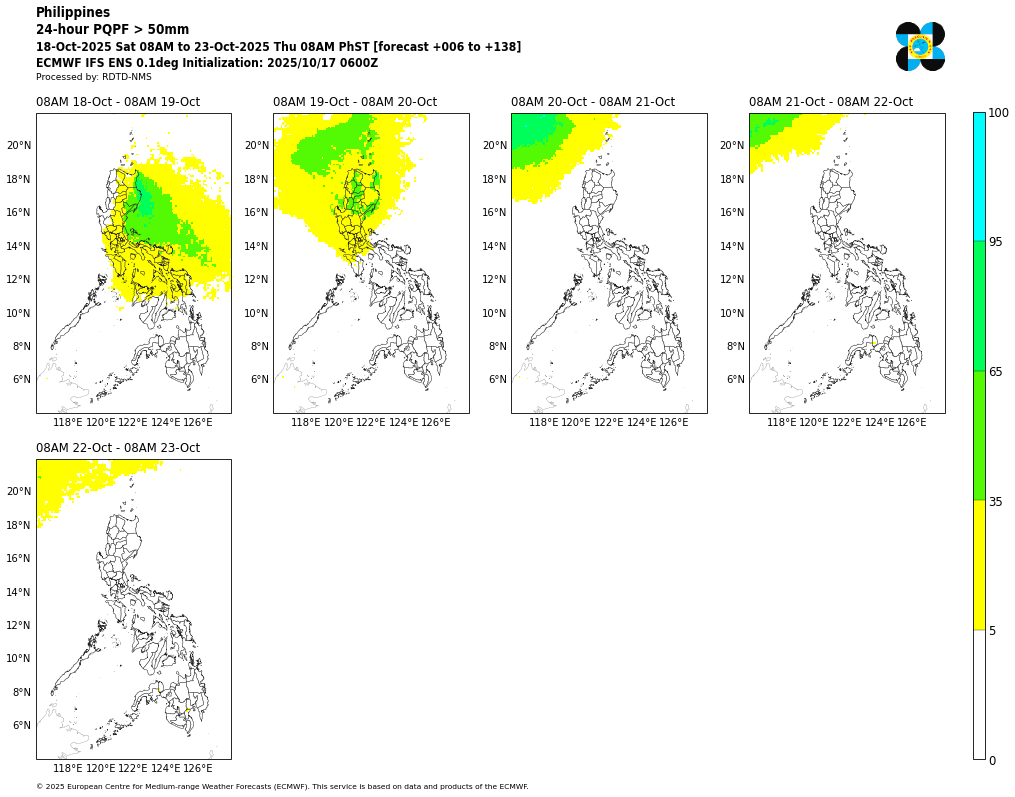 Philippines
24-hour PQPF > 50mm
18-Oct-2025 Sat 08AM to 23-Oct-2025 Thu 08AM PhST [forecast +006 to +138]
ECMWF IFS ENS 0.1deg Initialization: 2025/10/17 0600Z
Processed by: RDTD-NMS
08AM 18-Oct - 08AM 19-Oct
08AM 19-Oct - 08AM 20-Oct
08AM 20-Oct - 08AM 21-Oct
08AM 21-Oct - 08AM 22-Oct
20°N 20°N 20°N 20°N
18°N 18°N 18°N 18°N
16°N 16°N 16°N 16°N
14°N 14°N 14°N 14°N
12°N 12°N 12°N 12°N
10°N 10°N 10°N 10°N
8°N 8°N 8°N 8°N
6°N 6°N 6°N 6°N
118°E 120°E 122°E 124°E 126°E 118°E 120°E 122°E 124°E 126°E 118°E 120°E 122°E 124°E 126°E 118°E 120°E 122°E 124°E 126°E
08AM 22-Oct - 08AM 23-Oct
20°N
18°N
16°N
14°N
12°N
10°N
8°N
6°N
118°E 120°E 122°E 124°E 126°E
100
95
65
35
5
0
© 2025 European Centre for Medium-range Weather Forecasts (ECMWF). This service is based on data and products of the ECMWF.